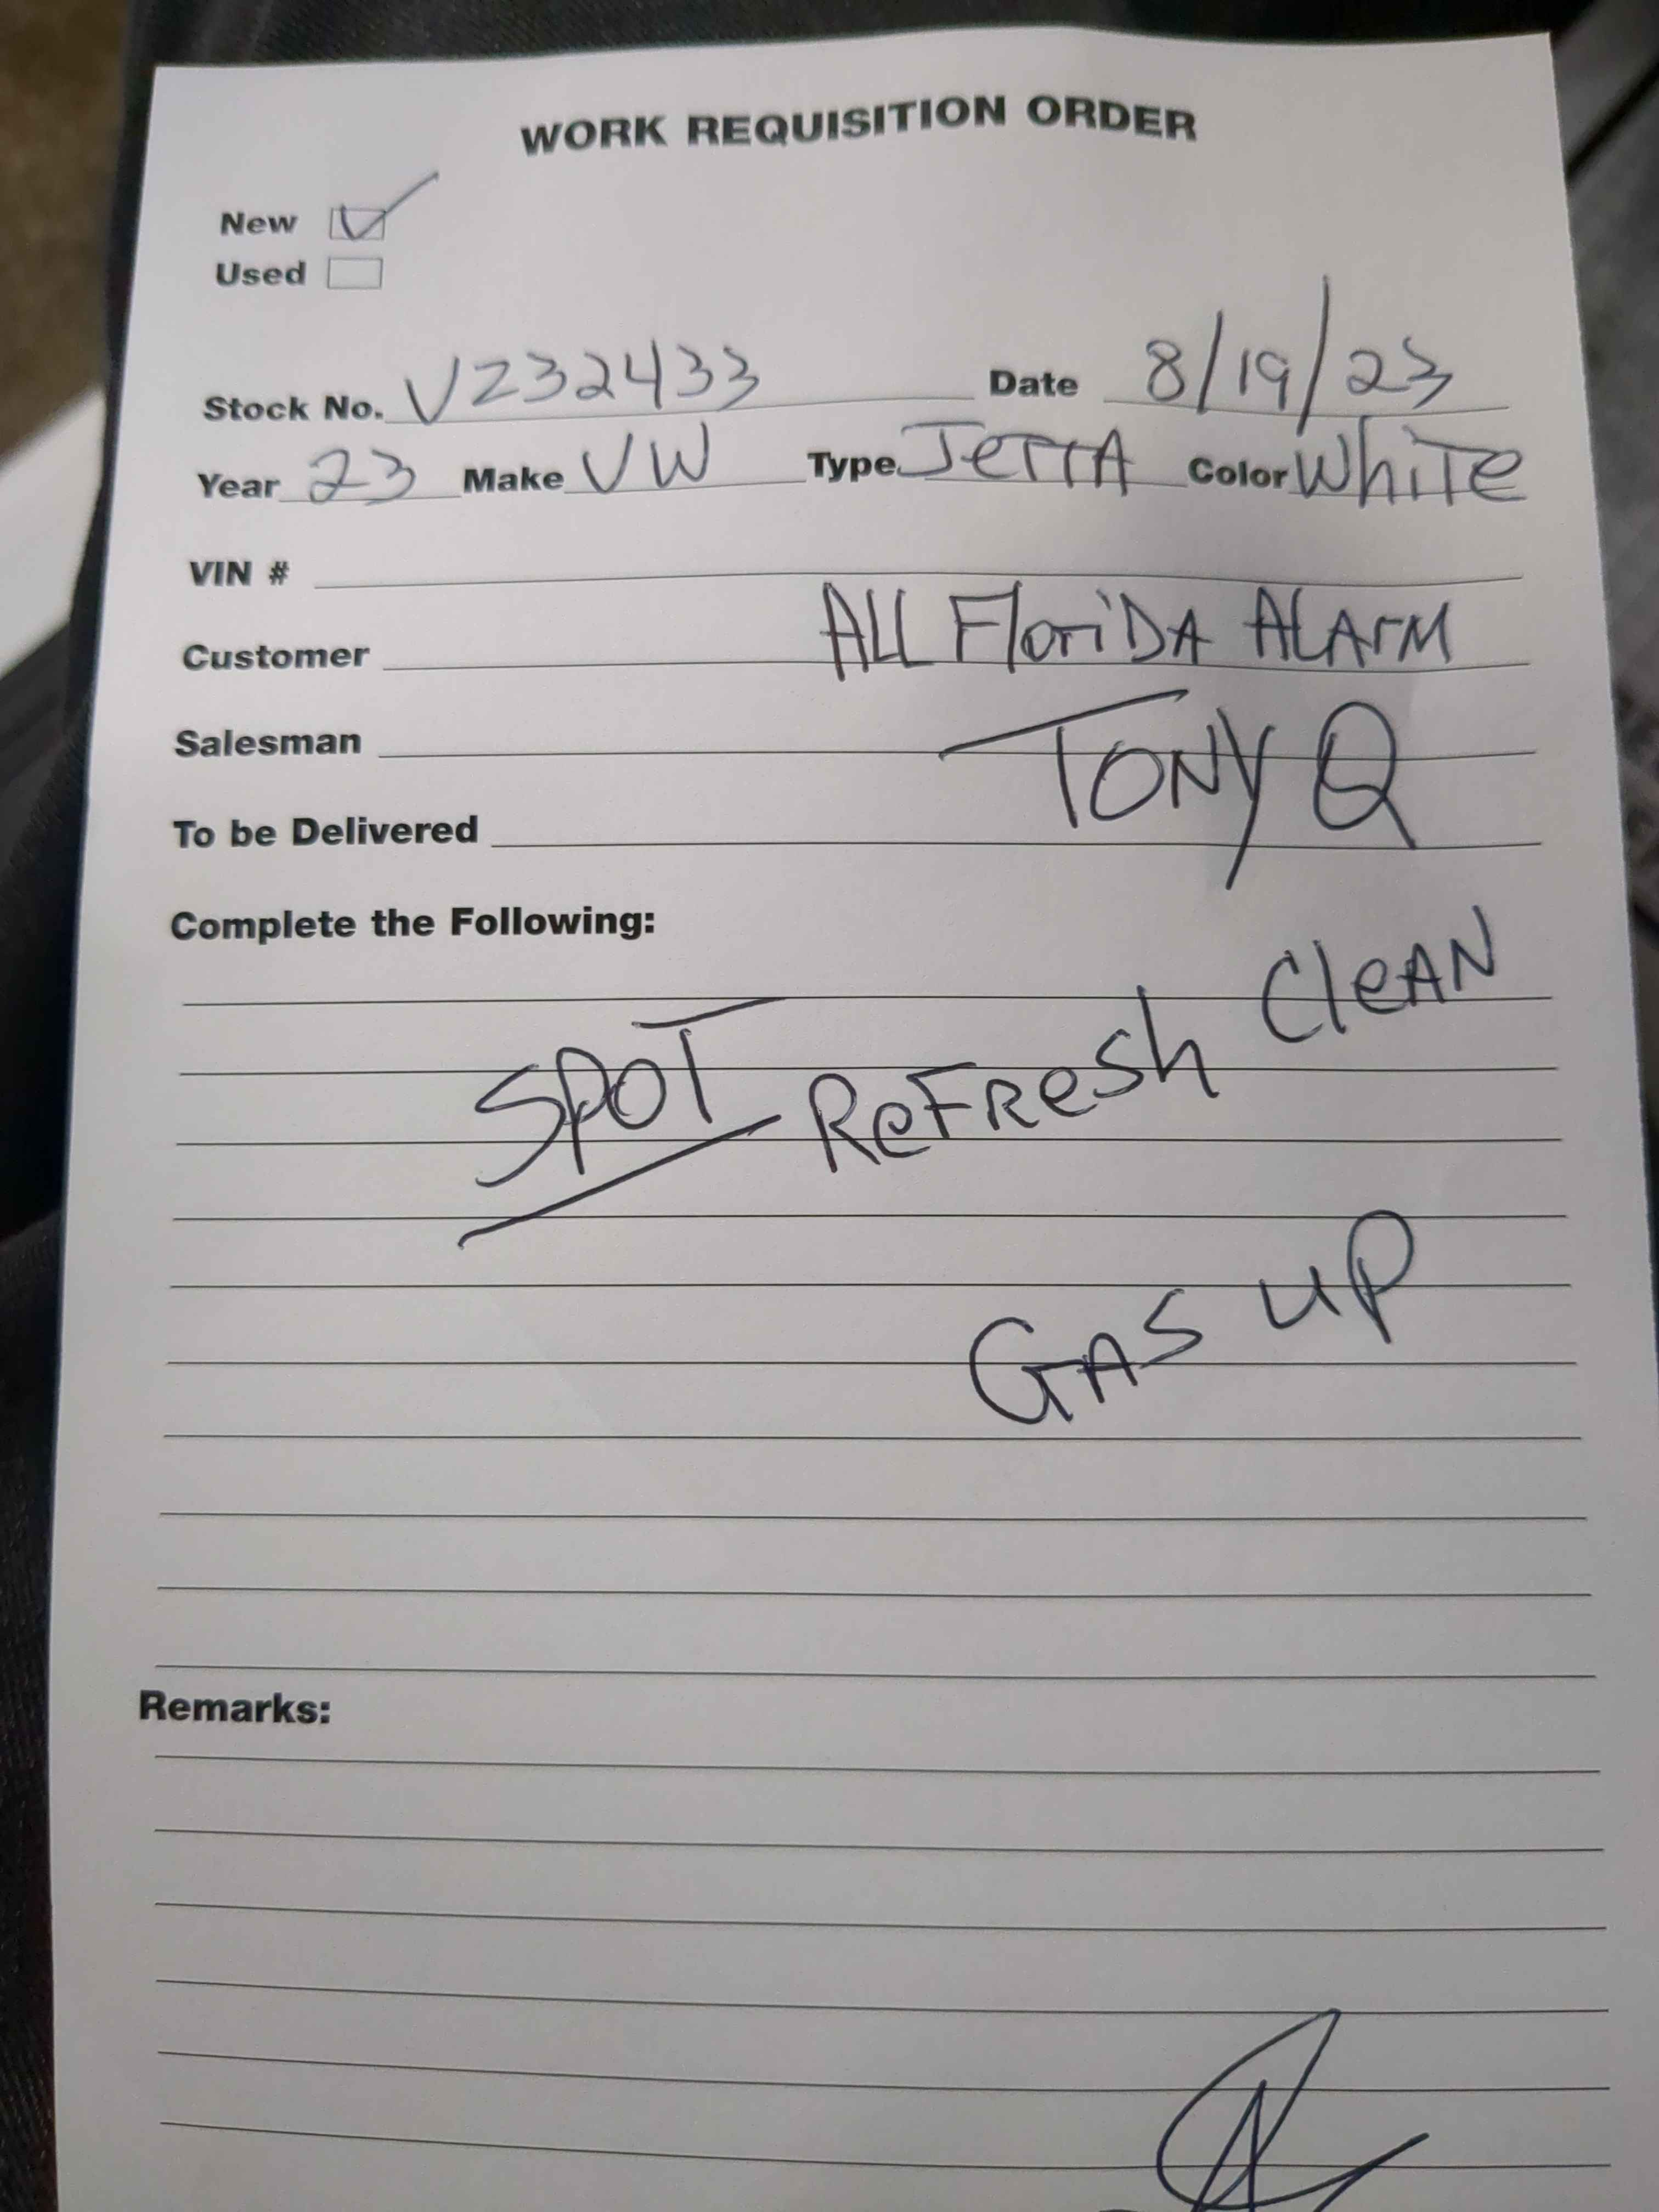 WORK REQUISITION ORDER
New
Used
Stock No. VZ32433 Date 8/19/23
Year 23 Make VW Type JeTTA Color WhiTe
VIN #
Customer ALL FloriDA ALArM
Salesman TONY Q
To be Delivered
Complete the Following:
SPOT ReFResh CleAN
GAS UP
Remarks: